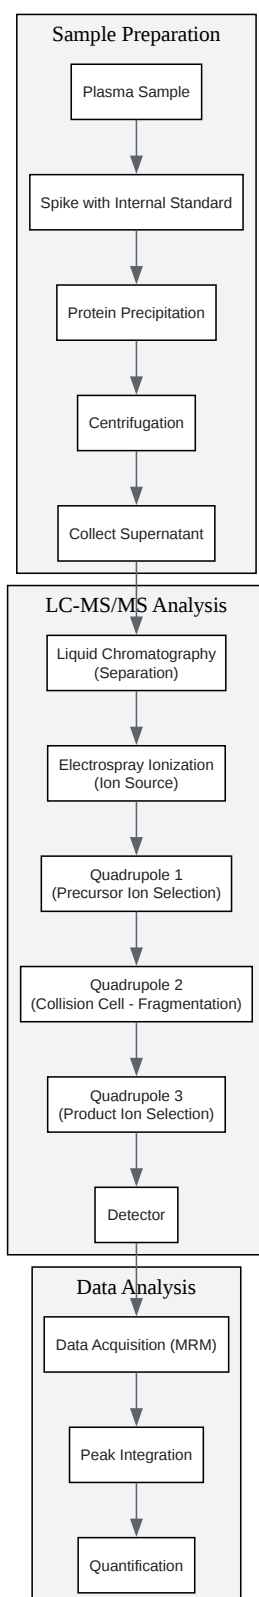 Sample Preparation
Plasma Sample
Spike with Internal Standard
Protein Precipitation
Centrifugation
Collect Supernatant
LC-MS/MS Analysis
Liquid Chromatography
(Separation)
Electrospray Ionization
(Ion Source)
Quadrupole 1
(Precursor Ion Selection)
Quadrupole 2
(Collision Cell - Fragmentation)
Quadrupole 3
(Product Ion Selection)
Detector
Data Analysis
Data Acquisition (MRM)
Peak Integration
Quantification